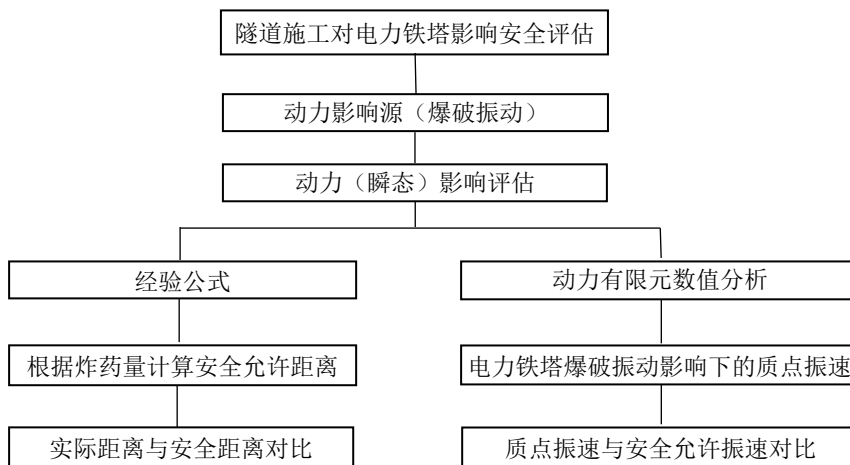 隧道施工对电力铁塔影响安全评估
动力影响源（爆破振动）
动力（瞬态）影响评估
经验公式
动力有限元数值分析
根据炸药量计算安全允许距离
电力铁塔爆破振动影响下的质点振速
实际距离与安全距离对比
质点振速与安全允许振速对比